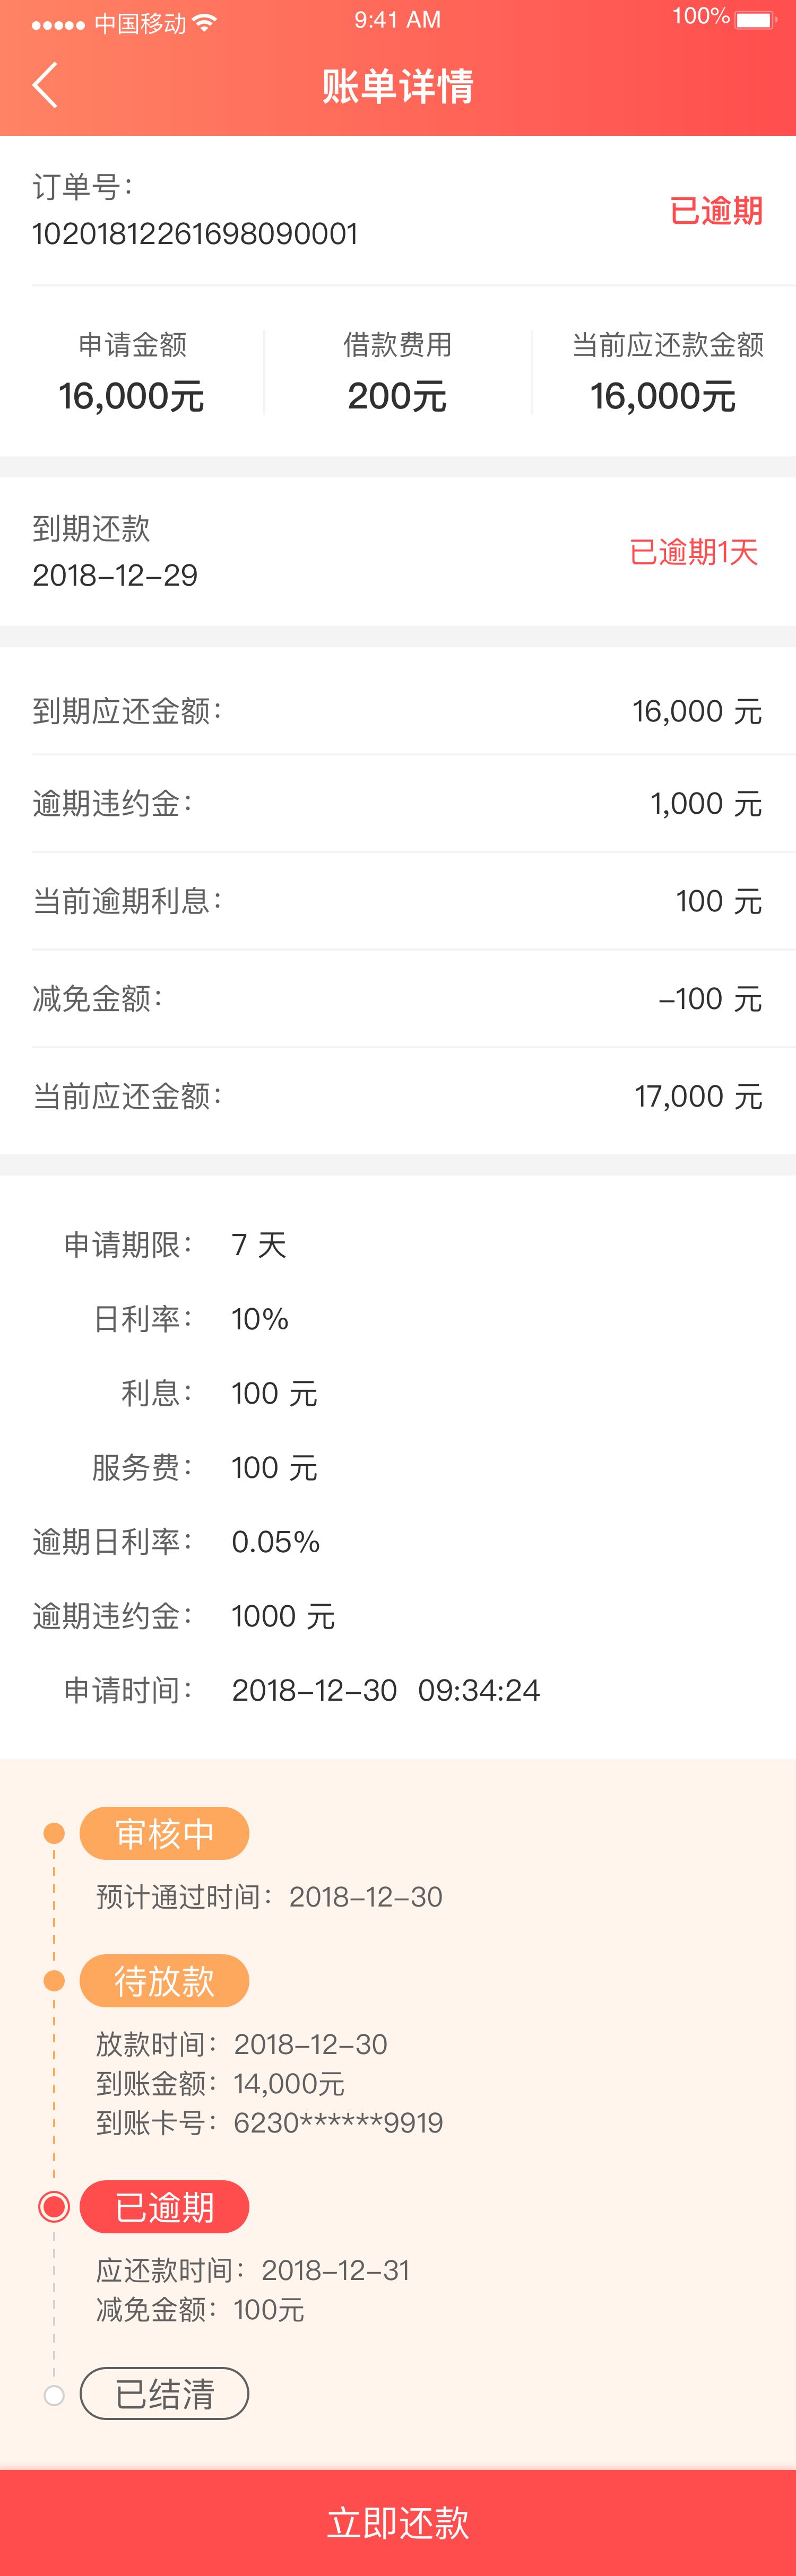 中国移动 9:41 AM 100%
账单详情
订单号：
10201812261698090001
已逾期
申请金额 借款费用 当前应还款金额
16,000元 200元 16,000元
到期还款
2018-12-29
已逾期1天
到期应还金额： 16,000 元
逾期违约金： 1,000 元
当前逾期利息： 100 元
减免金额： -100 元
当前应还金额： 17,000 元
申请期限： 7 天
日利率： 10%
利息： 100 元
服务费： 100 元
逾期日利率： 0.05%
逾期违约金： 1000 元
申请时间： 2018-12-30 09:34:24
审核中
预计通过时间：2018-12-30
待放款
放款时间：2018-12-30
到账金额：14,000元
到账卡号：6230******9919
已逾期
应还款时间：2018-12-31
减免金额：100元
已结清
立即还款